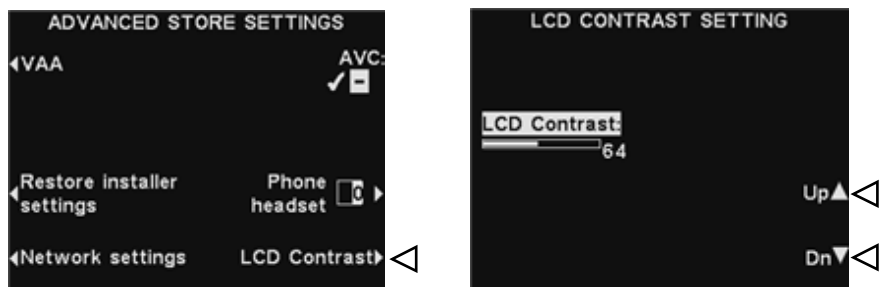 ADVANCED STORE SETTINGS
VAA
AVC:
✓ -
Restore installer
settings
Phone
headset
0
Network settings
LCD Contrast
LCD CONTRAST SETTING
LCD Contrast:
64
Up
Dn